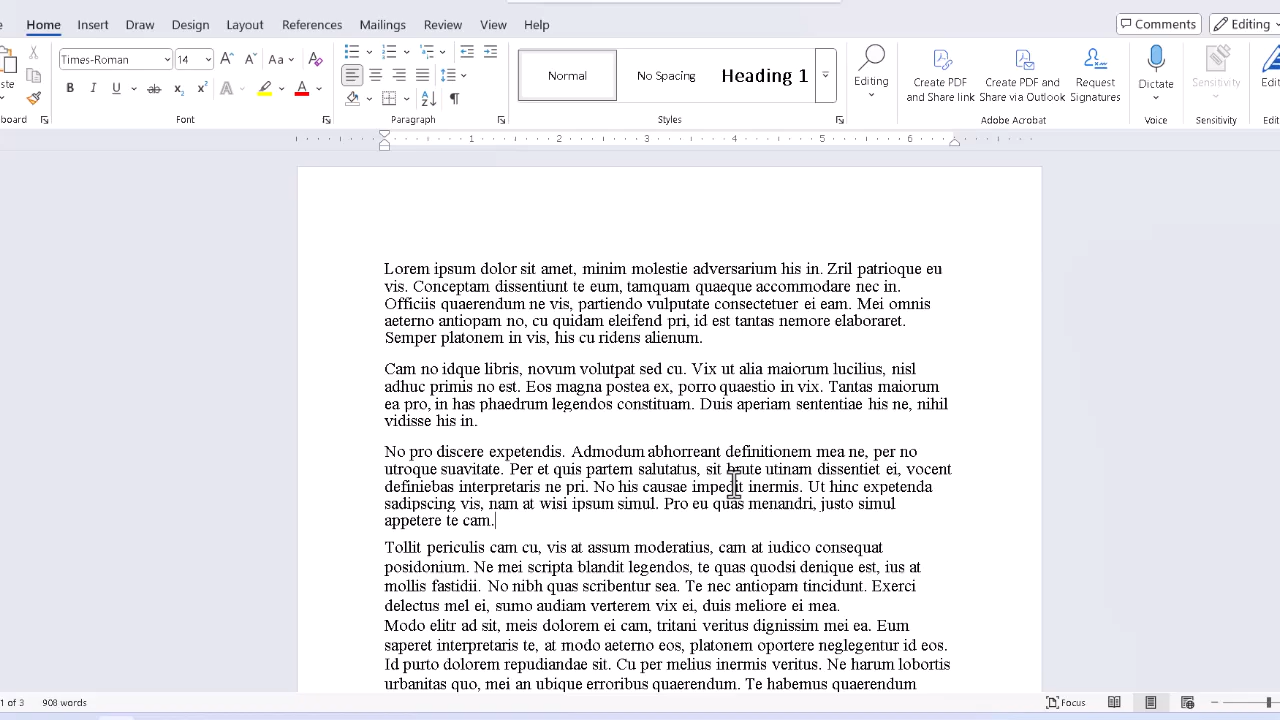 Home Insert Draw Design Layout References Mailings Review View Help Comments Editing
Times-Roman 14 Aa Normal No Spacing Heading 1 Editing Create PDF and Share link Create PDF and Share via Outlook Request Signatures Dictate Sensitivity
Font Paragraph Styles Adobe Acrobat Voice Sensitivity
1 2 3 4 5 6
Lorem ipsum dolor sit amet, minim molestie adversarium his in. Zril patrioque eu
vis. Conceptam dissentiunt te eum, tamquam quaeque accommodare nec in.
Officiis quaerendum ne vis, partiendo vulputate consectetuer ei eam. Mei omnis
aeterno antiopam no, cu quidam eleifend pri, id est tantas nemore elaboraret.
Semper platonem in vis, his cu ridens alienum.
Cam no idque libris, novum volutpat sed cu. Vix ut alia maiorum lucilius, nisl
adhuc primis no est. Eos magna postea ex, porro quaestio in vix. Tantas maiorum
ea pro, in has phaedrum legendos constituam. Duis aperiam sententiae his ne, nihil
vidisse his in.
No pro discere expetendis. Admodum abhorreant definitionem mea ne, per no
utroque suavitate. Per et quis partem salutatus, sit brute utinam dissentiet ei, vocent
definiebas interpretaris ne pri. No his causae impedit inermis. Ut hinc expetenda
sadipscing vis, nam at wisi ipsum simul. Pro eu quas menandri, justo simul
appetere te cam.
Tollit periculis cam cu, vis at assum moderatius, cam at iudico consequat
posidonium. Ne mei scripta blandit legendos, te quas quodsi denique est, ius at
mollis fastidii. No nibh quas scribentur sea. Te nec antiopam tincidunt. Exerci
delectus mel ei, sumo audiam verterem vix ei, duis meliore ei mea.
Modo elitr ad sit, meis dolorem ei cam, tritani veritus dignissim mei ea. Eum
saperet interpretaris te, at modo aeterno eos, platonem oportere neglegentur id eos.
Id purto dolorem repudiandae sit. Cu per melius inermis veritus. Ne harum lobortis
urbanitas quo, mei an ubique erroribus quaerendum. Te habemus quaerendum
1 of 3 908 words Focus